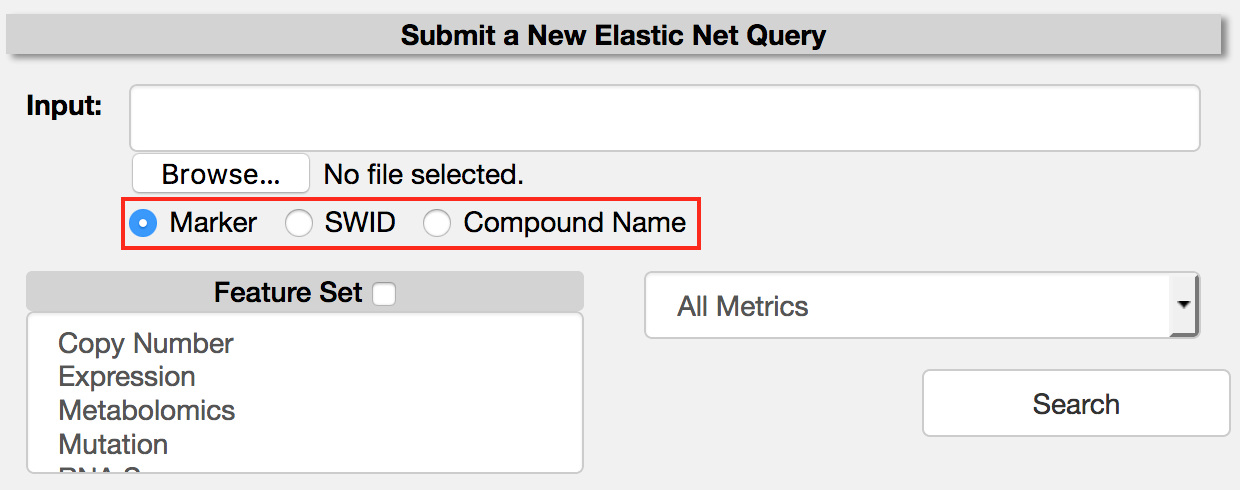 Submit a New Elastic Net Query
Input:
Browse... No file selected.
Marker SWID Compound Name
Feature Set
All Metrics
Copy Number
Expression
Metabolomics
Mutation
Search